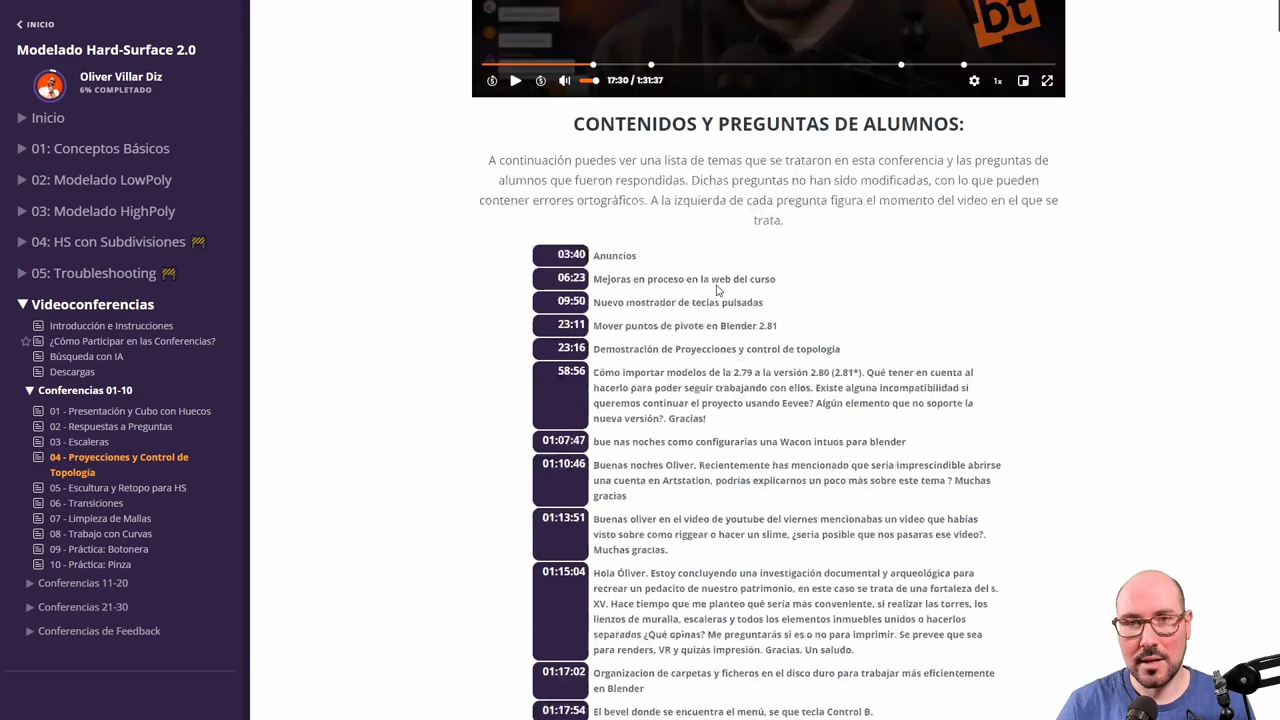 INICIO
Modelado Hard-Surface 2.0
Oliver Villar Diz
6% COMPLETADO
Inicio
01: Conceptos Básicos
02: Modelado LowPoly
03: Modelado HighPoly
04: HS con Subdivisiones
05: Troubleshooting
Videoconferencias
Introducción e Instrucciones
¿Cómo Participar en las Conferencias?
Búsqueda con IA
Descargas
Conferencias 01-10
01 - Presentación y Cubo con Huecos
02 - Respuestas a Preguntas
03 - Escaleras
04 - Proyecciones y Control de
Topología
05 - Escultura y Retopo para HS
06 - Transiciones
07 - Limpieza de Mallas
08 - Trabajo con Curvas
09 - Práctica: Botonera
10 - Práctica: Pinza
Conferencias 11-20
Conferencias 21-30
Conferencias de Feedback
bt
17:30 / 1:31:37
1x
CONTENIDOS Y PREGUNTAS DE ALUMNOS:
A continuación puedes ver una lista de temas que se trataron en esta conferencia y las preguntas de
alumnos que fueron respondidas. Dichas preguntas no han sido modificadas, con lo que pueden
contener errores ortográficos. A la izquierda de cada pregunta figura el momento del video en el que se
trata.
03:40 Anuncios
06:23 Mejoras en proceso en la web del curso
09:50 Nuevo mostrador de teclas pulsadas
23:11 Mover puntos de pivote en Blender 2.81
23:16 Demostración de Proyecciones y control de topología
58:56 Cómo importar modelos de la 2.79 a la versión 2.80 (2.81*). Qué tener en cuenta al
hacerlo para poder seguir trabajando con ellos. Existe alguna incompatibilidad si
queremos continuar el proyecto usando Eevee? Algún elemento que no soporte la
nueva versión?. Gracias!
01:07:47 bue nas noches como configurarias una Wacon intuos para blender
01:10:46 Buenas noches Oliver, Recientemente has mencionado que sería imprescindible abrirse
una cuenta en Artstation, podrías explicarnos un poco más sobre este tema ? Muchas
gracias
01:13:51 Buenas oliver en el video de youtube del viernes mencionabas un video que habías
visto sobre como riggear o hacer un slime, ¿seria posible que nos pasaras ese video?.
Muchas gracias.
01:15:04 Hola Óliver. Estoy concluyendo una investigación documental y arqueológica para
recrear un pedacito de nuestro patrimonio, en este caso se trata de una fortaleza del s.
XV. Hace tiempo que me planteo qué sería más conveniente, si realizar las torres, los
lienzos de muralla, escaleras y todos los elementos inmuebles unidos o hacerlos
separados ¿Qué opinas? Me preguntarás si es o no para imprimir. Se prevee que sea
para renders, VR y quizás impresión. Gracias. Un saludo.
01:17:02 Organizacion de carpetas y ficheros en el disco duro para trabajar más eficientemente
en Blender
01:17:54 El bevel donde se encuentra el menú, se que tecla Control B.